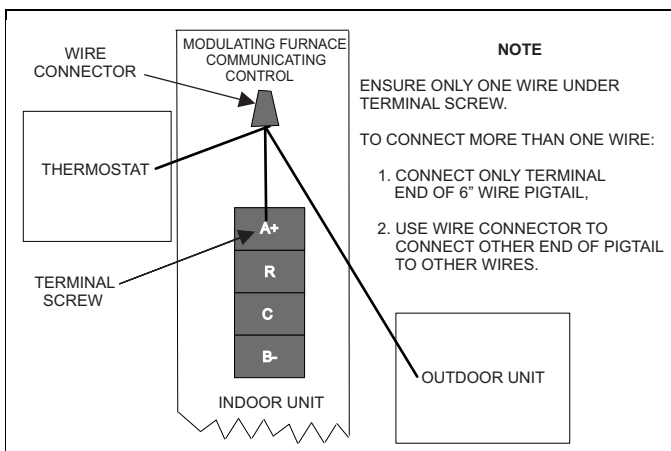 WIRE
CONNECTOR
MODULATING FURNACE
COMMUNICATING
CONTROL
THERMOSTAT
A+
R
C
B-
TERMINAL
SCREW
INDOOR UNIT
OUTDOOR UNIT
NOTE
ENSURE ONLY ONE WIRE UNDER
TERMINAL SCREW.
TO CONNECT MORE THAN ONE WIRE:
1. CONNECT ONLY TERMINAL
END OF 6" WIRE PIGTAIL,
2. USE WIRE CONNECTOR TO
CONNECT OTHER END OF PIGTAIL
TO OTHER WIRES.